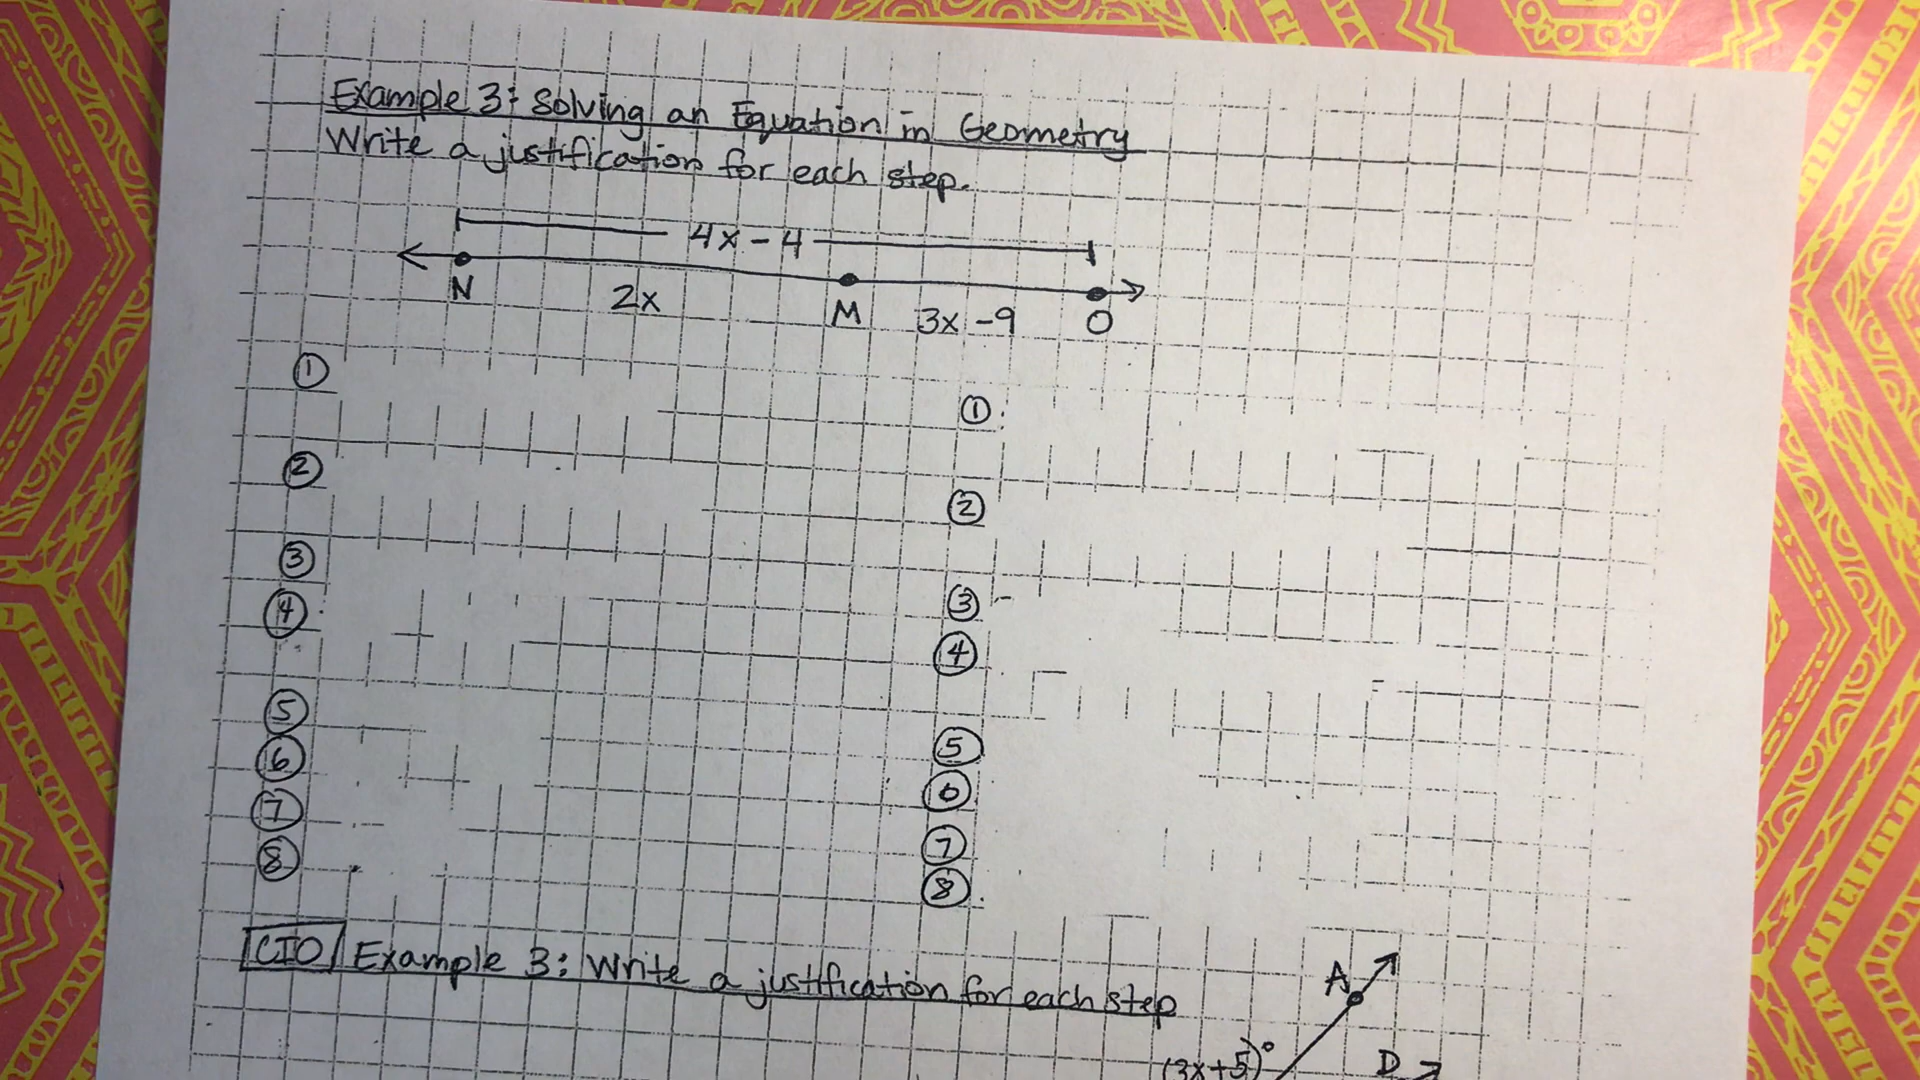 Example 3: Solving an Equation in Geometry
Write a justification for each step.
4x - 4
N 2x M 3x - 9 O
① ①
② ②
③ ③
④ ④
⑤ ⑤
⑥ ⑥
⑦ ⑦
⑧ ⑧
CIO Example 3: Write a justification for each step
A
(3x+5)° D